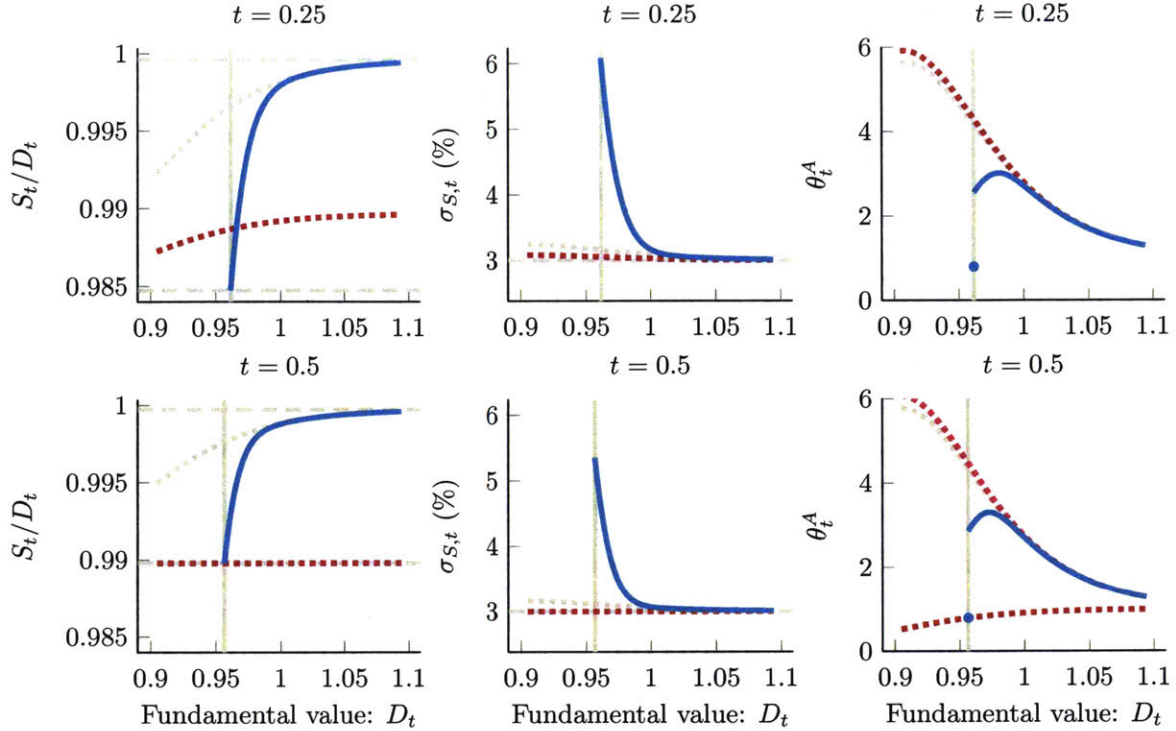 t = 0.25
t = 0.25
t = 0.25
S_t/D_t
1
0.995
0.99
0.985
0.9 0.95 1 1.05 1.1
σ_{S,t} (%)
6
5
4
3
0.9 0.95 1 1.05 1.1
θ_t^A
6
4
2
0
0.9 0.95 1 1.05 1.1
t = 0.5
t = 0.5
t = 0.5
S_t/D_t
1
0.995
0.99
0.985
0.9 0.95 1 1.05 1.1
Fundamental value: D_t
σ_{S,t} (%)
6
5
4
3
0.9 0.95 1 1.05 1.1
Fundamental value: D_t
θ_t^A
6
4
2
0
0.9 0.95 1 1.05 1.1
Fundamental value: D_t